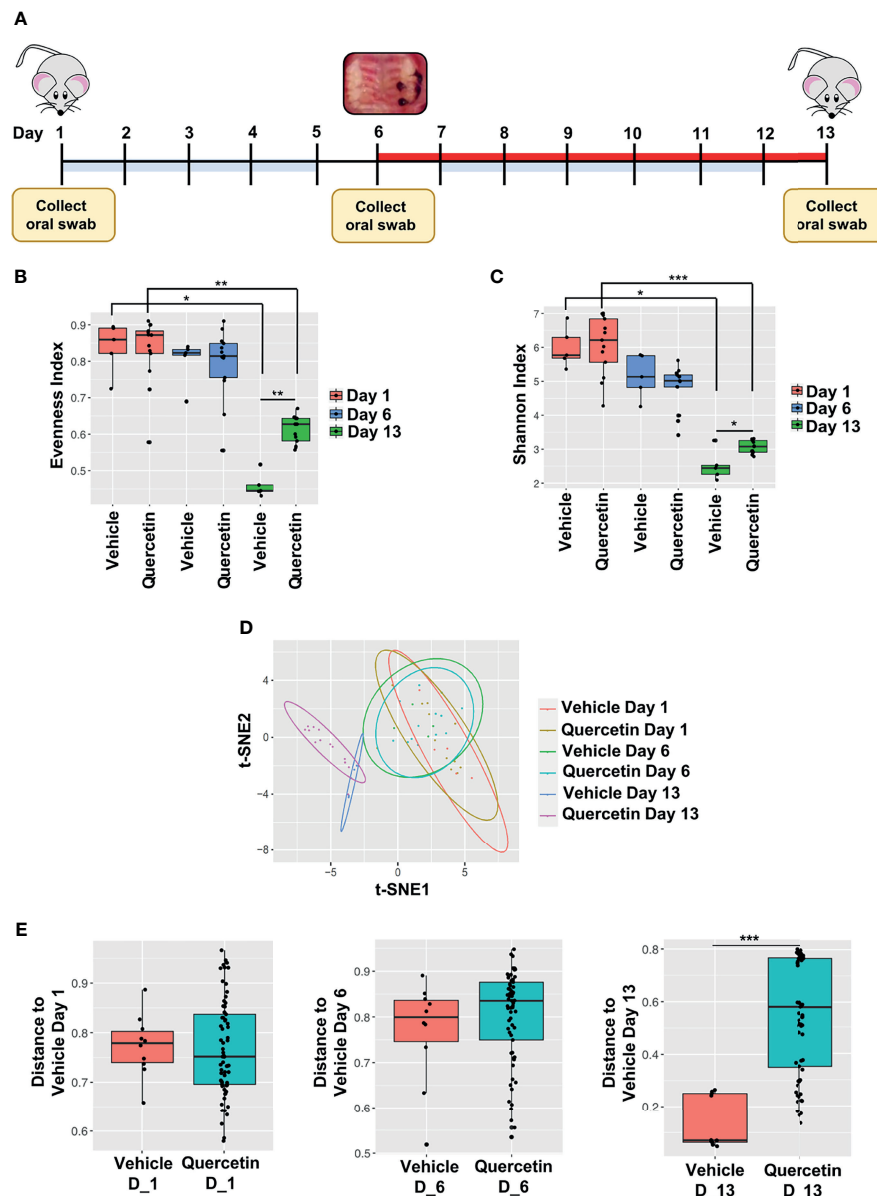 A
Day 1 2 3 4 5 6 7 8 9 10 11 12 13
Collect
oral swab
Collect
oral swab
Collect
oral swab
B
**
*
**
Evenness Index
0.9
0.8
0.7
0.6
0.5
Vehicle
Quercetin
Vehicle
Quercetin
Vehicle
Quercetin
Day 1
Day 6
Day 13
C
***
*
*
Shannon Index
7
6
5
4
3
2
Vehicle
Quercetin
Vehicle
Quercetin
Vehicle
Quercetin
Day 1
Day 6
Day 13
D
t-SNE2
4
0
−4
−8
−5 0 5
t-SNE1
Vehicle Day 1
Quercetin Day 1
Vehicle Day 6
Quercetin Day 6
Vehicle Day 13
Quercetin Day 13
E
Distance to
Vehicle Day 1
0.9
0.8
0.7
0.6
Vehicle Quercetin
D_1 D_1
Distance to
Vehicle Day 6
0.9
0.8
0.7
0.6
0.5
Vehicle Quercetin
D_6 D_6
***
Distance to
Vehicle Day 13
0.8
0.6
0.4
0.2
Vehicle Quercetin
D_13 D_13